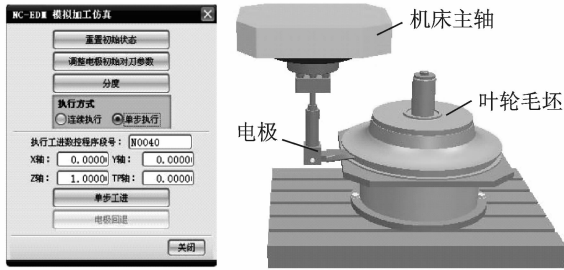 NC-EDM 模拟加工仿真
重置初始状态
调整电极初始对刀参数
分度
执行方式
连续执行 单步执行
执行工进数控程序段号: N0040
X轴: 0.0000 Y轴: 0.0000
Z轴: 1.0000 TP轴: 0.0000
单步工进
电极回退
关闭
机床主轴
叶轮毛坯
电极